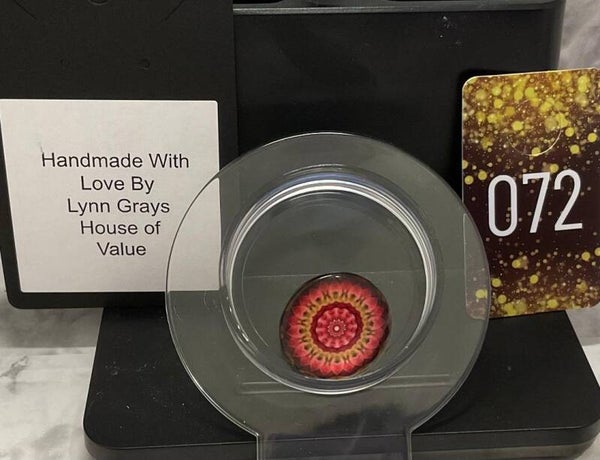 Handmade With
Love By
Lynn Grays
House of
Value
072